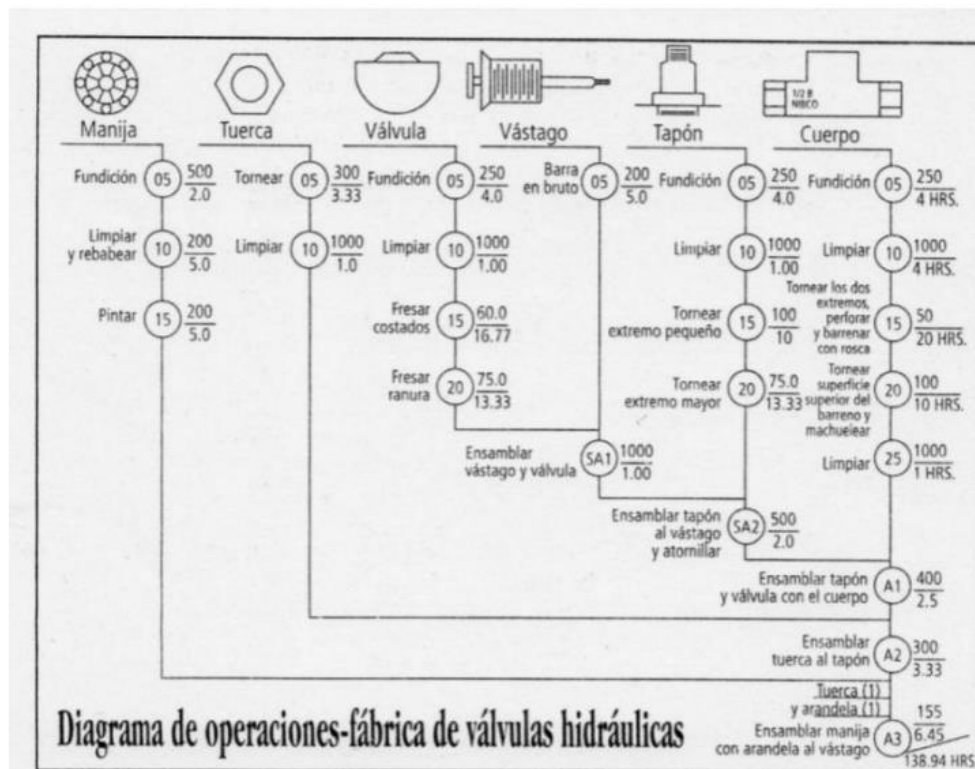 1/2 B
NIBCO
Manija
Tuerca
Válvula
Vástago
Tapón
Cuerpo
Fundición
05
500
2.0
Limpiar
y rebabear
10
200
5.0
Pintar
15
200
5.0
Tornear
05
300
3.33
Limpiar
10
1000
1.0
Fundición
05
250
4.0
Limpiar
10
1000
1.00
Fresar
costados
15
60.0
16.77
Fresar
ranura
20
75.0
13.33
Barra
en bruto
05
200
5.0
Ensamblar
vástago y válvula
SA1
1000
1.00
Fundición
05
250
4.0
Limpiar
10
1000
1.00
Tornear
extremo pequeño
15
100
10
Tornear
extremo mayor
20
75.0
13.33
Ensamblar tapón
al vástago
y atornillar
SA2
500
2.0
Fundición
05
250
4 HRS.
Limpiar
10
1000
4 HRS.
Tornear los dos
extremos,
perforar
y barrenar
con rosca
15
50
20 HRS.
Tornear
superficie
superior del
barreno y
machuelear
20
100
10 HRS.
Limpiar
25
1000
1 HRS.
Ensamblar tapón
y válvula con el cuerpo
A1
400
2.5
Ensamblar
tuerca al tapón
A2
300
3.33
Tuerca (1)
y arandela (1)
Ensamblar manija
con arandela al vástago
A3
155
6.45
138.94 HRS
Diagrama de operaciones-fábrica de válvulas hidráulicas